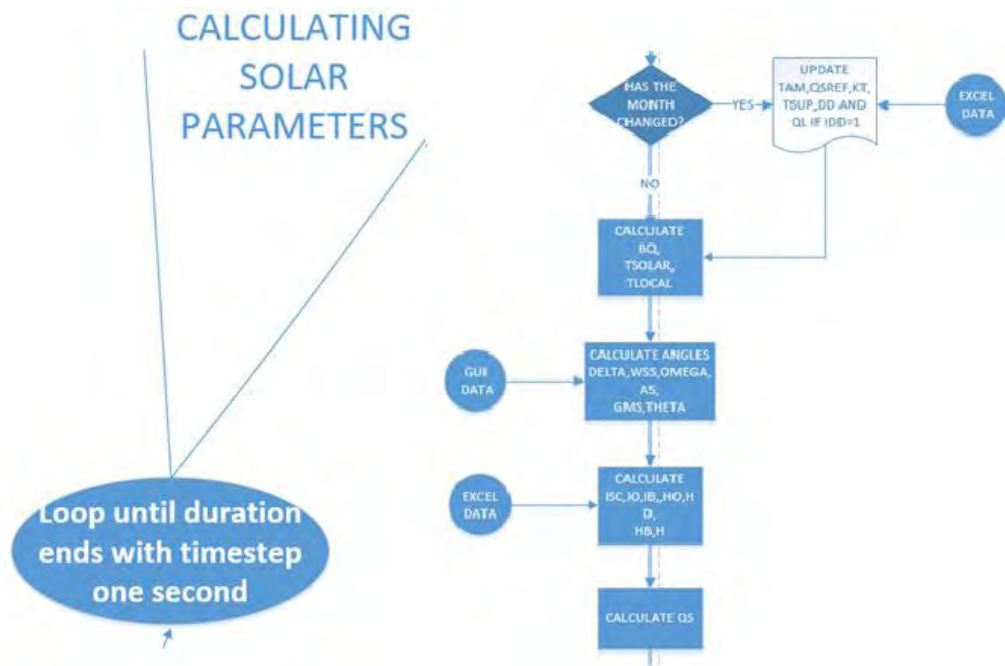 CALCULATING
SOLAR
PARAMETERS
HAS THE
MONTH
CHANGED?
YES
UPDATE
TAM,QSREF,KT,
TSUP,DD AND
QL IF IDD=1
EXCEL
DATA
NO
CALCULATE
BQ,
TSOLAR,,
TLOCAL
GUI
DATA
CALCULATE ANGLES
DELTA,WSS,OMEGA,
AS,
GMS,THETA
EXCEL
DATA
CALCULATE
ISC,IO,IB,,HO,H
D,
HB,H
CALCULATE QS
Loop until duration
ends with timestep
one second